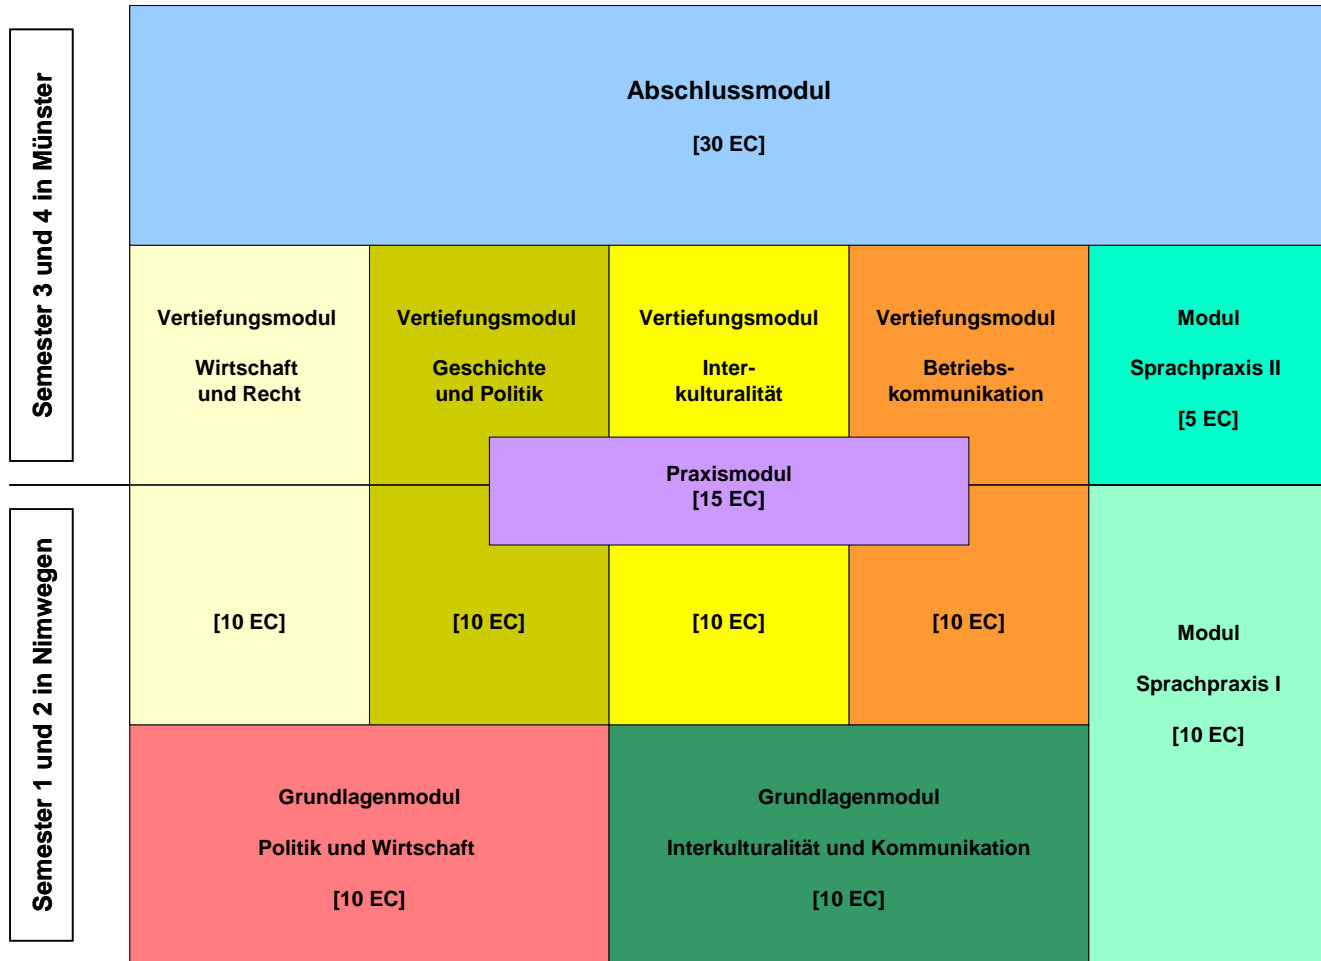 Semester 3 und 4 in Münster
Abschlussmodul
[30 EC]
Vertiefungsmodul
Wirtschaft
und Recht
Vertiefungsmodul
Geschichte
und Politik
Vertiefungsmodul
Inter-
kulturalität
Vertiefungsmodul
Betriebs-
kommunikation
Modul
Sprachpraxis II
[5 EC]
Praxismodul
[15 EC]
Semester 1 und 2 in Nimwegen
[10 EC]
[10 EC]
[10 EC]
[10 EC]
Modul
Sprachpraxis I
[10 EC]
Grundlagenmodul
Politik und Wirtschaft
[10 EC]
Grundlagenmodul
Interkulturalität und Kommunikation
[10 EC]